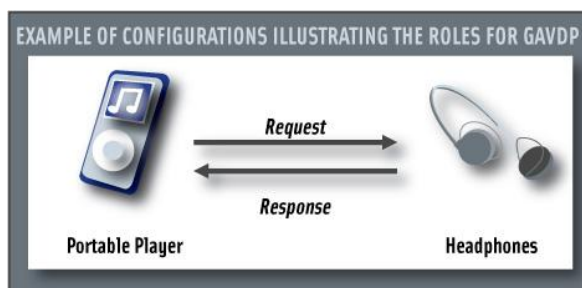 EXAMPLE OF CONFIGURATIONS ILLUSTRATING THE ROLES FOR GAVDP
Request
Response
Portable Player
Headphones